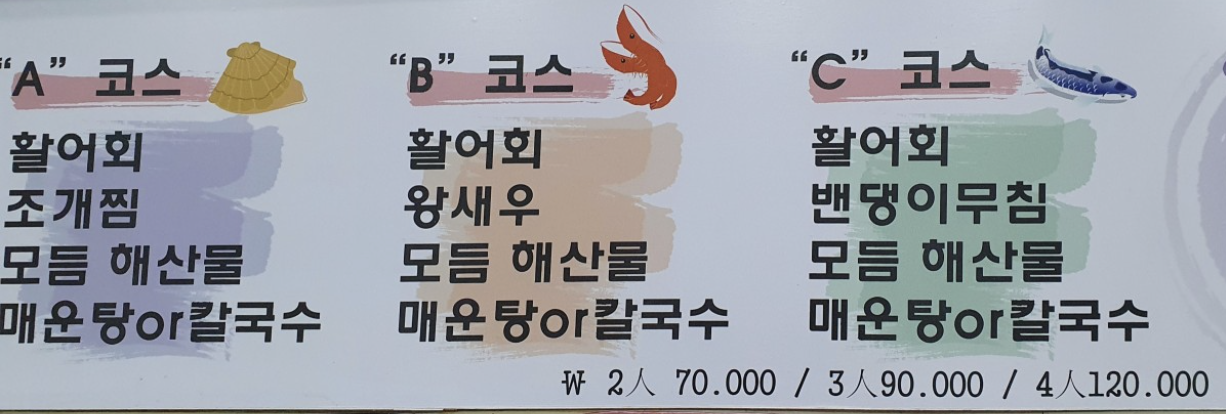 “A” 코스
활어회
조개찜
모듬 해산물
매운탕or칼국수
“B” 코스
활어회
왕새우
모듬 해산물
매운탕or칼국수
“C” 코스
활어회
밴댕이무침
모듬 해산물
매운탕or칼국수
₩ 2人 70.000 / 3人90.000 / 4人120.000